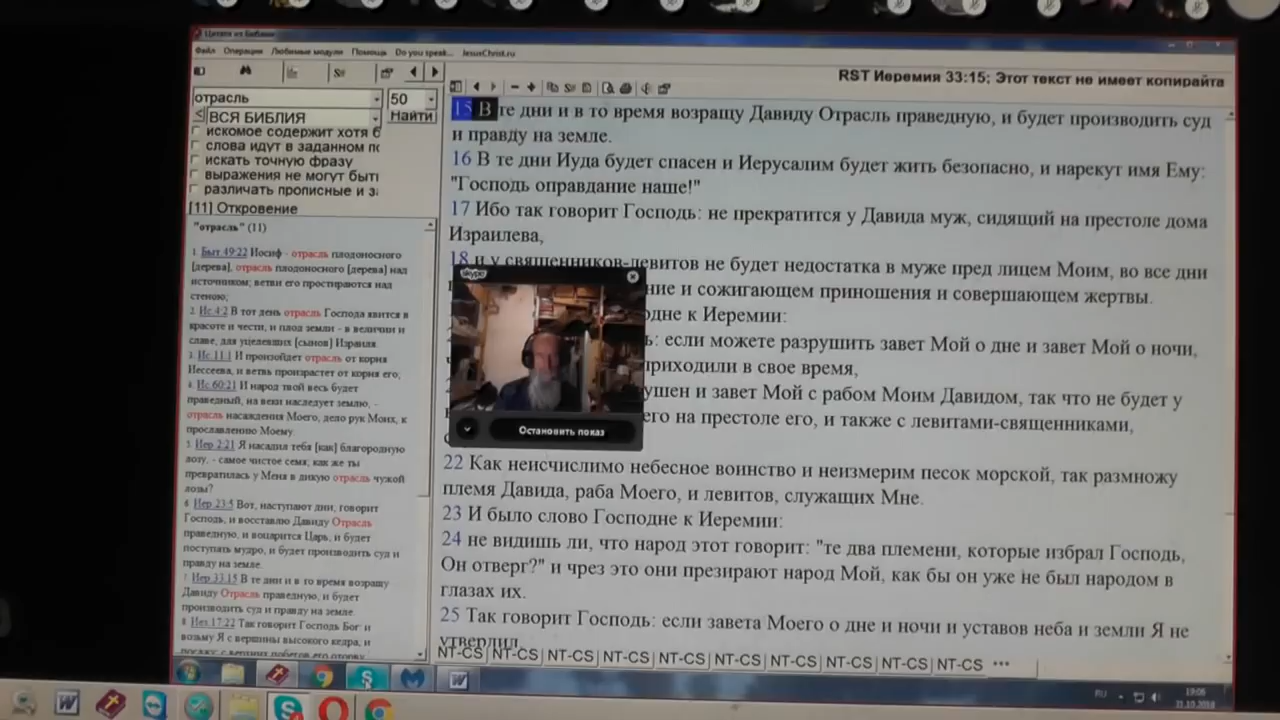 Цитата из Библии
Файл Операции Любимые модули Помощь Do you speak... JesusChrist.ru
RST Иеремия 33:15; Этот текст не имеет копирайта
отрасль 50
ВСЯ БИБЛИЯ Найти
искомое содержит хотя б
слова идут в заданном по
искать точную фразу
выражения не могут быть
различать прописные и за
[11] Откровение
"отрасль" (11)
1. Быт.49:22 Иосиф - отрасль плодоносного
[дерева], отрасль плодоносного [дерева] над
источником; ветви его простираются над
стеною;
2. Ис.4:2 В тот день отрасль Господа явится в
красоте и чести, и плод земли - в величии и
славе, для уцелевших [сынов] Израиля.
3. Ис.11:1 И произойдет отрасль от корня
Иессеева, и ветвь произрастет от корня его;
4. Ис.60:21 И народ твой весь будет
праведный, на веки наследует землю, -
отрасль насаждения Моего, дело рук Моих, к
прославлению Моему.
5. Иер.2:21 Я насадил тебя [как] благородную
лозу, - самое чистое семя; как же ты
превратилась у Меня в дикую отрасль чужой
лозы?
6. Иер.23:5 Вот, наступают дни, говорит
Господь, и восставлю Давиду Отрасль
праведную, и воцарится Царь, и будет
поступать мудро, и будет производить суд и
правду на земле.
7. Иер.33:15 В те дни и в то время возращу
Давиду Отрасль праведную, и будет
производить суд и правду на земле.
8. Иез.17:22 Так говорит Господь Бог: и
возьму Я с вершины высокого кедра, и
15 В те дни и в то время возращу Давиду Отрасль праведную, и будет производить суд
и правду на земле.
16 В те дни Иуда будет спасен и Иерусалим будет жить безопасно, и нарекут имя Ему:
"Господь оправдание наше!"
17 Ибо так говорит Господь: не прекратится у Давида муж, сидящий на престоле дома
Израилева,
18 и у священников-левитов не будет недостатка в муже пред лицем Моим, во все дни
ние и сожигающем приношения и совершающем жертвы.
одне к Иеремии:
ь: если можете разрушить завет Мой о дне и завет Мой о ночи,
приходили в свое время,
ушен и завет Мой с рабом Моим Давидом, так что не будет у
его на престоле его, и также с левитами-священниками,
skype
Остановить показ
22 Как неисчислимо небесное воинство и неизмерим песок морской, так размножу
племя Давида, раба Моего, и левитов, служащих Мне.
23 И было слово Господне к Иеремии:
24 не видишь ли, что народ этот говорит: "те два племени, которые избрал Господь,
Он отверг?" и чрез это они презирают народ Мой, как бы он уже не был народом в
глазах их.
25 Так говорит Господь: если завета Моего о дне и ночи и уставов неба и земли Я не
утвердил,
NT-CS NT-CS NT-CS NT-CS NT-CS NT-CS NT-CS NT-CS NT-CS NT-CS ...
RU 19:06
31.10.2018